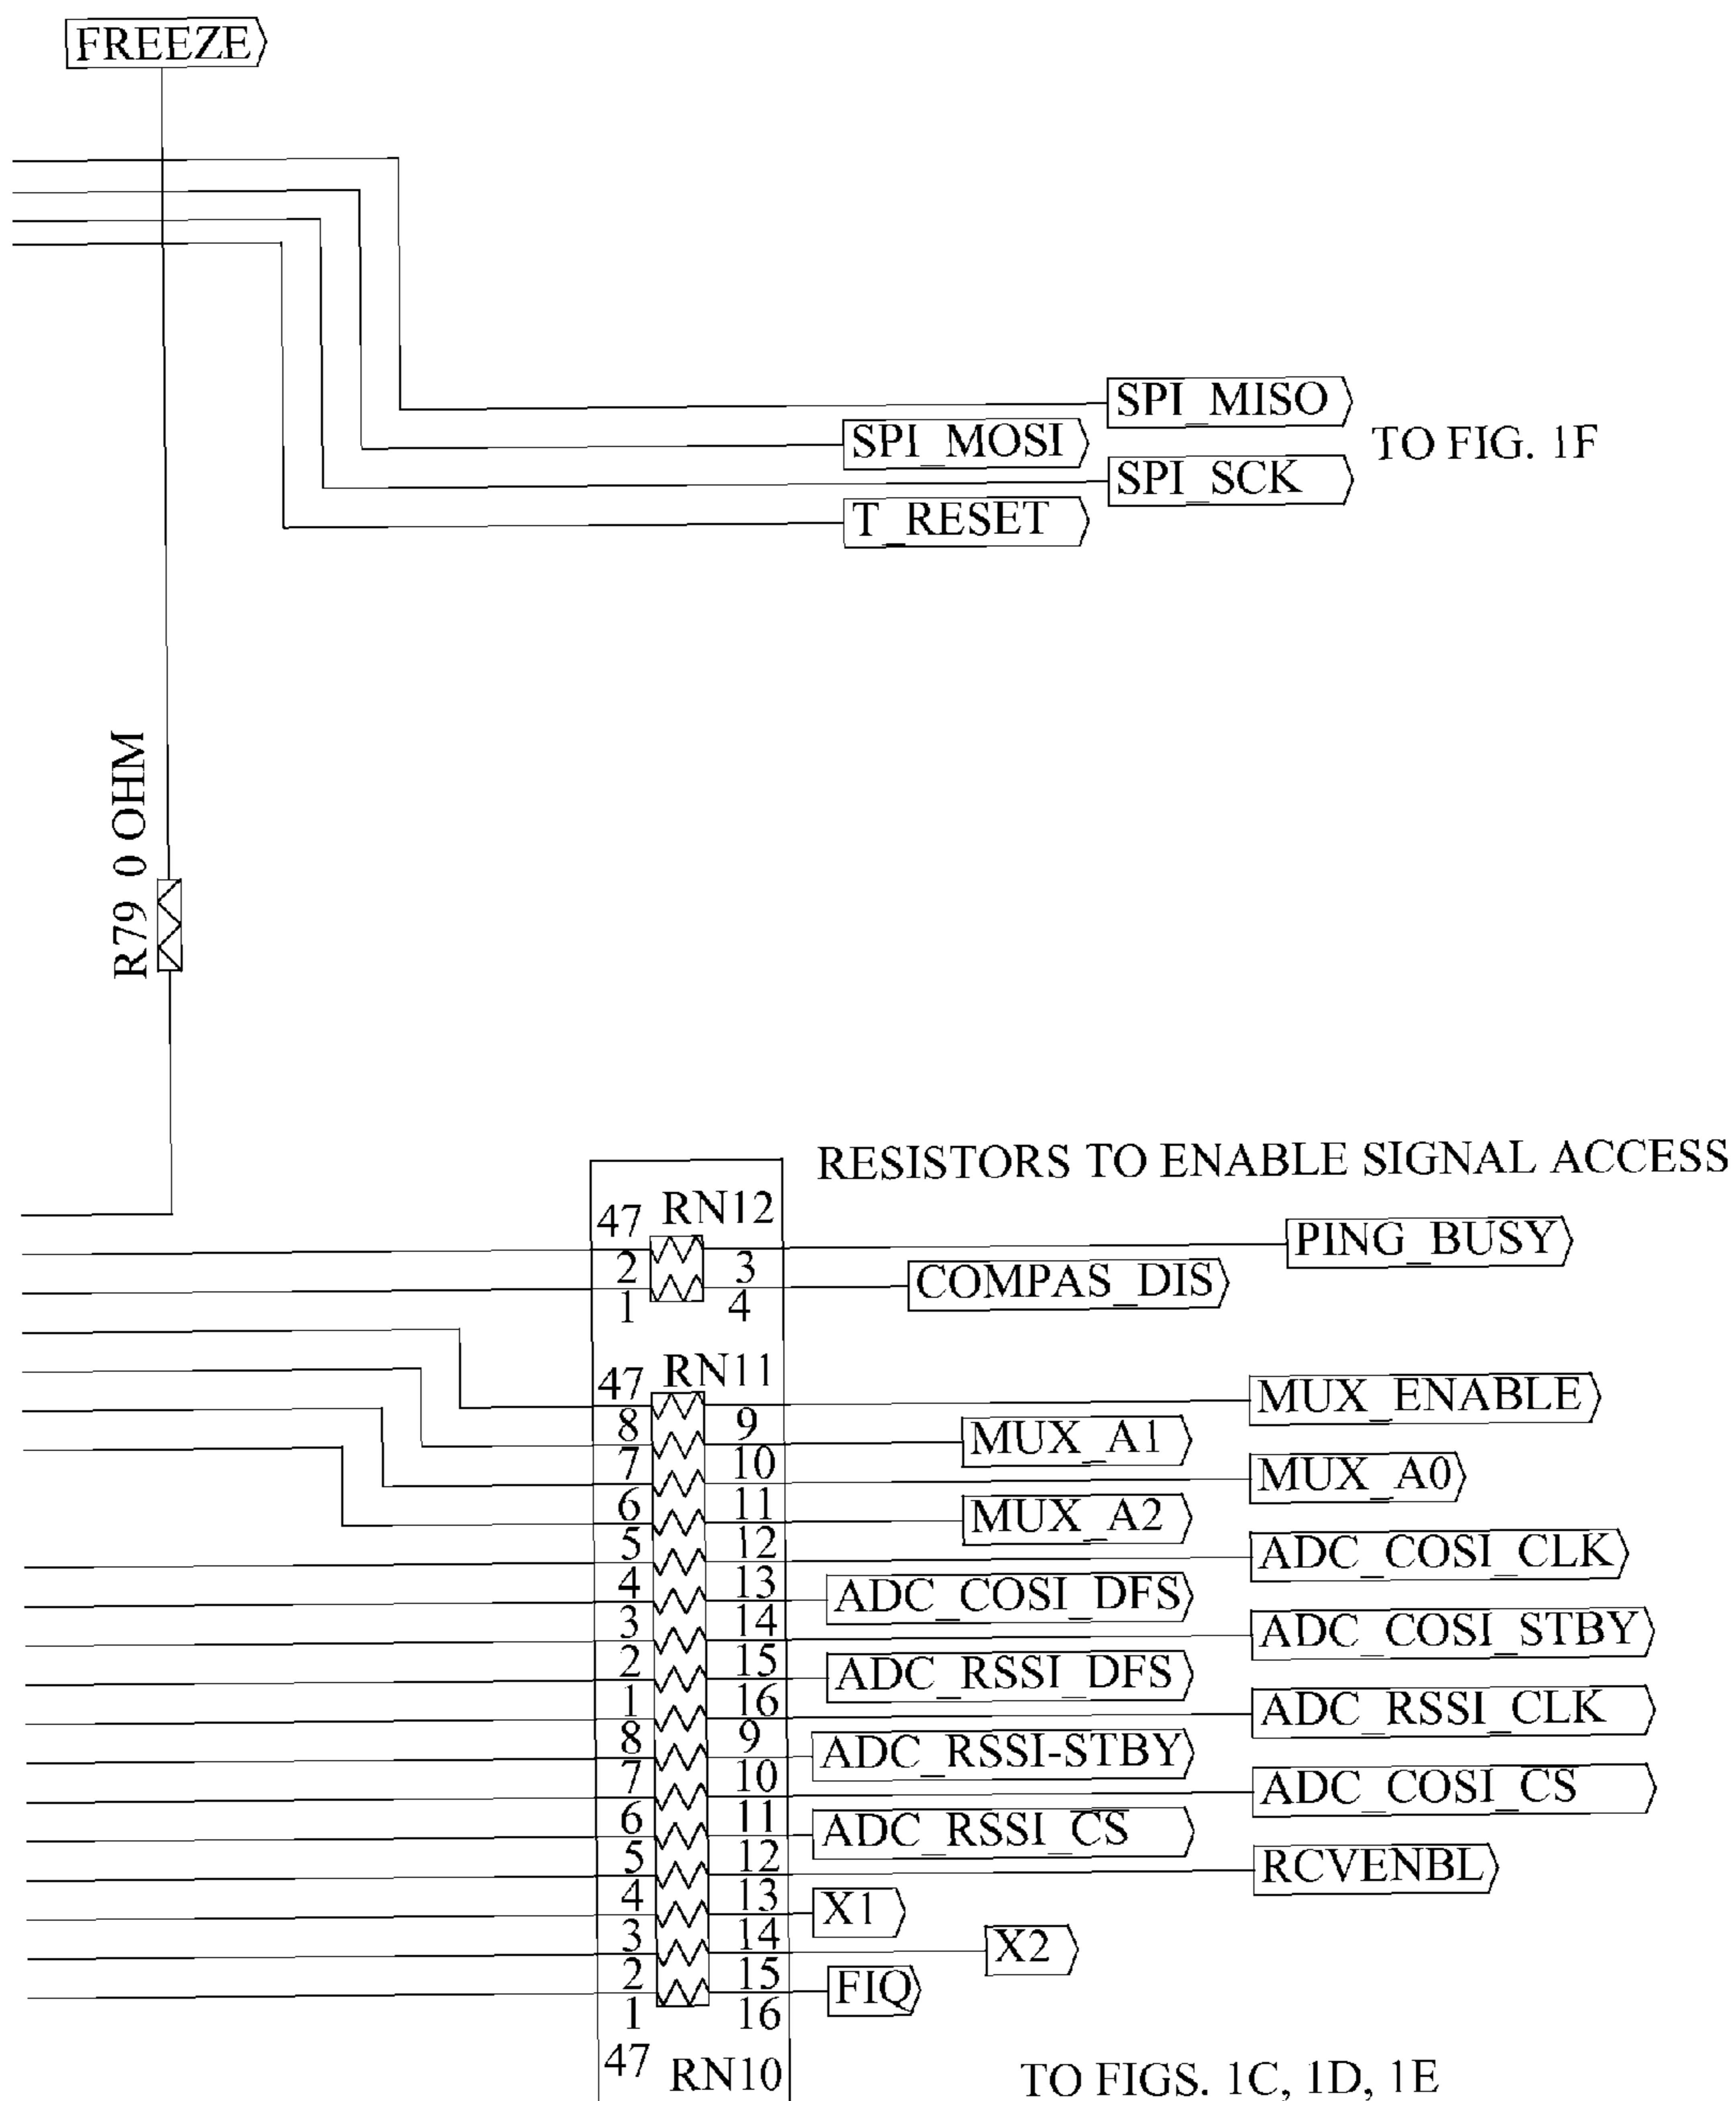 FREEZE
SPI_MISO
SPI_MOSI
TO FIG. 1F
SPI_SCK
T_RESET
R79 0 OHM
RESISTORS TO ENABLE SIGNAL ACCESS
47 RN12
PING_BUSY
2 3
COMPAS_DIS
1 4
47 RN11
MUX_ENABLE
8 9
MUX_A1
7 10
MUX_A0
6 11
MUX_A2
5 12
ADC_COSI_CLK
4 13
ADC_COSI_DFS
3 14
ADC_COSI_STBY
2 15
ADC_RSSI_DFS
1 16
ADC_RSSI_CLK
8 9
ADC_RSSI-STBY
7 10
ADC_COSI_C̅S̅
6 11
ADC_RSSI_C̅S̅
5 12
RCVENBL
4 13
X1
3 14
X2
2 15
FIQ
1 16
47 RN10
TO FIGS. 1C, 1D, 1E